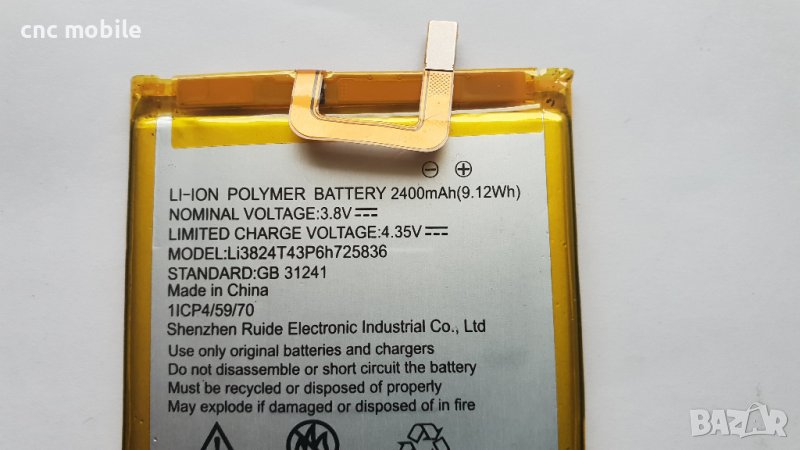 cnc mobile
LI-ION POLYMER BATTERY 2400mAh(9.12Wh)
NOMINAL VOLTAGE:3.8V
LIMITED CHARGE VOLTAGE:4.35V
MODEL:Li3824T43P6h725836
STANDARD:GB 31241
Made in China
1ICP4/59/70
Shenzhen Ruide Electronic Industrial Co., Ltd
Use only original batteries and chargers
Do not disassemble or short circuit the battery
Must be recycled or disposed of properly
May explode if damaged or disposed of in fire
BAZAR